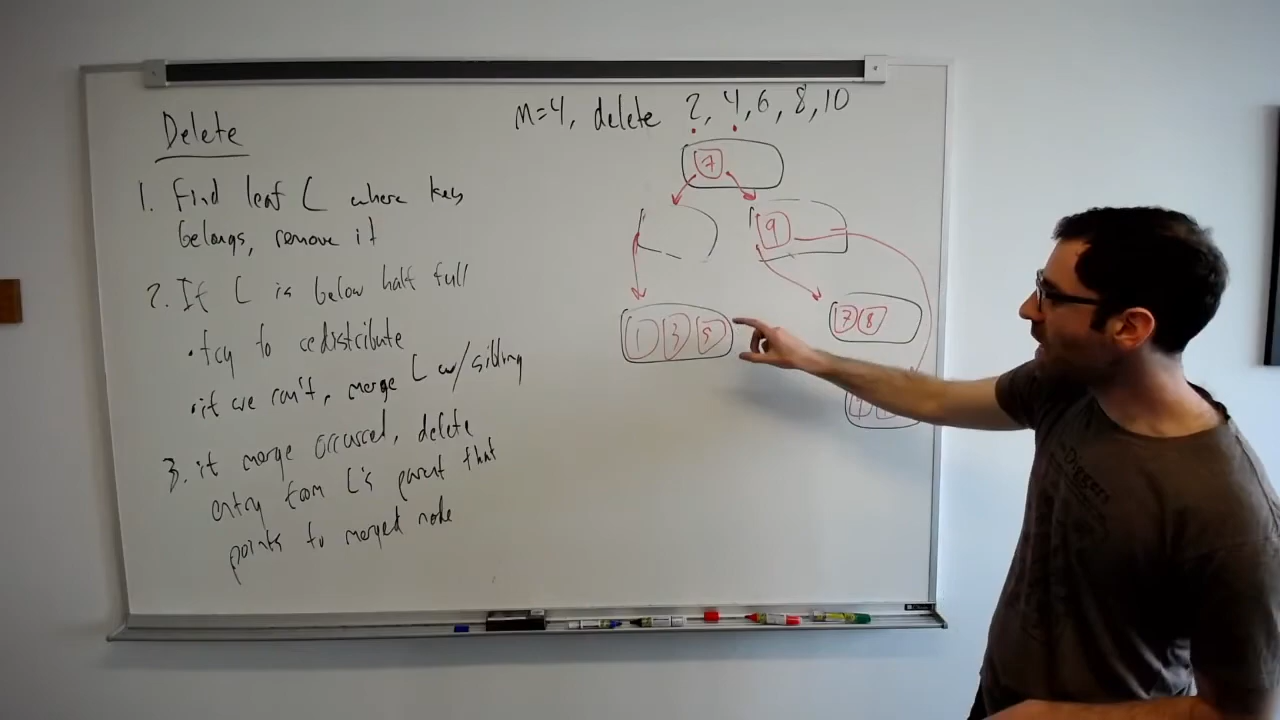 Delete
M=4, delete 2, 4, 6, 8, 10
1. Find leaf L where key
belongs, remove it
2. If L is below half full
• try to redistribute
• if we can't, merge L w/ sibling
3. if merge occurred, delete
entry from L's parent that
points to merged node
7
9
1 3 5
7 8
Diggers